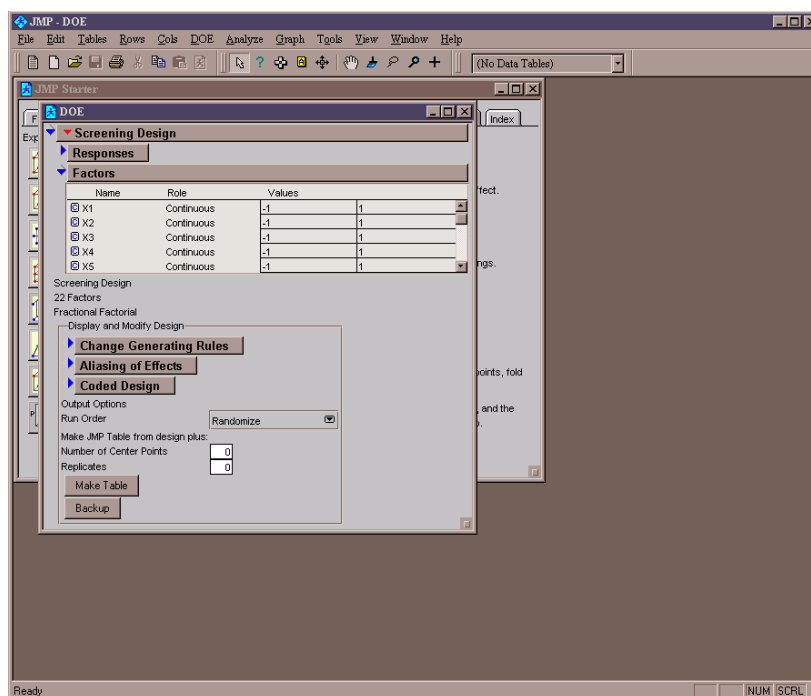 JMP - DOE
File Edit Tables Rows Cols DOE Analyze Graph Tools View Window Help
(No Data Tables)
JMP Starter
F
Index
Exp
DOE
Screening Design
Responses
Factors
Name Role Values
X1 Continuous -1 1
X2 Continuous -1 1
X3 Continuous -1 1
X4 Continuous -1 1
X5 Continuous -1 1
ffect.
ngs.
Screening Design
22 Factors
Fractional Factorial
Display and Modify Design
Change Generating Rules
Aliasing of Effects
Coded Design
oints, fold
Output Options
Run Order Randomize
, and the
Make JMP Table from design plus:
Number of Center Points 0
Replicates 0
Make Table
Backup
Ready NUM SCRL